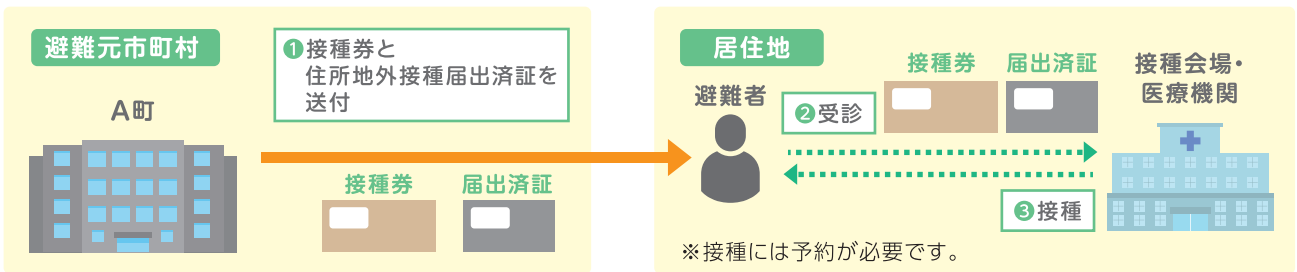 避難元市町村
❶接種券と
住所地外接種届出済証を
送付
A町
接種券
届出済証
居住地
避難者
❷受診
接種券
届出済証
接種会場・
医療機関
❸接種
※接種には予約が必要です。